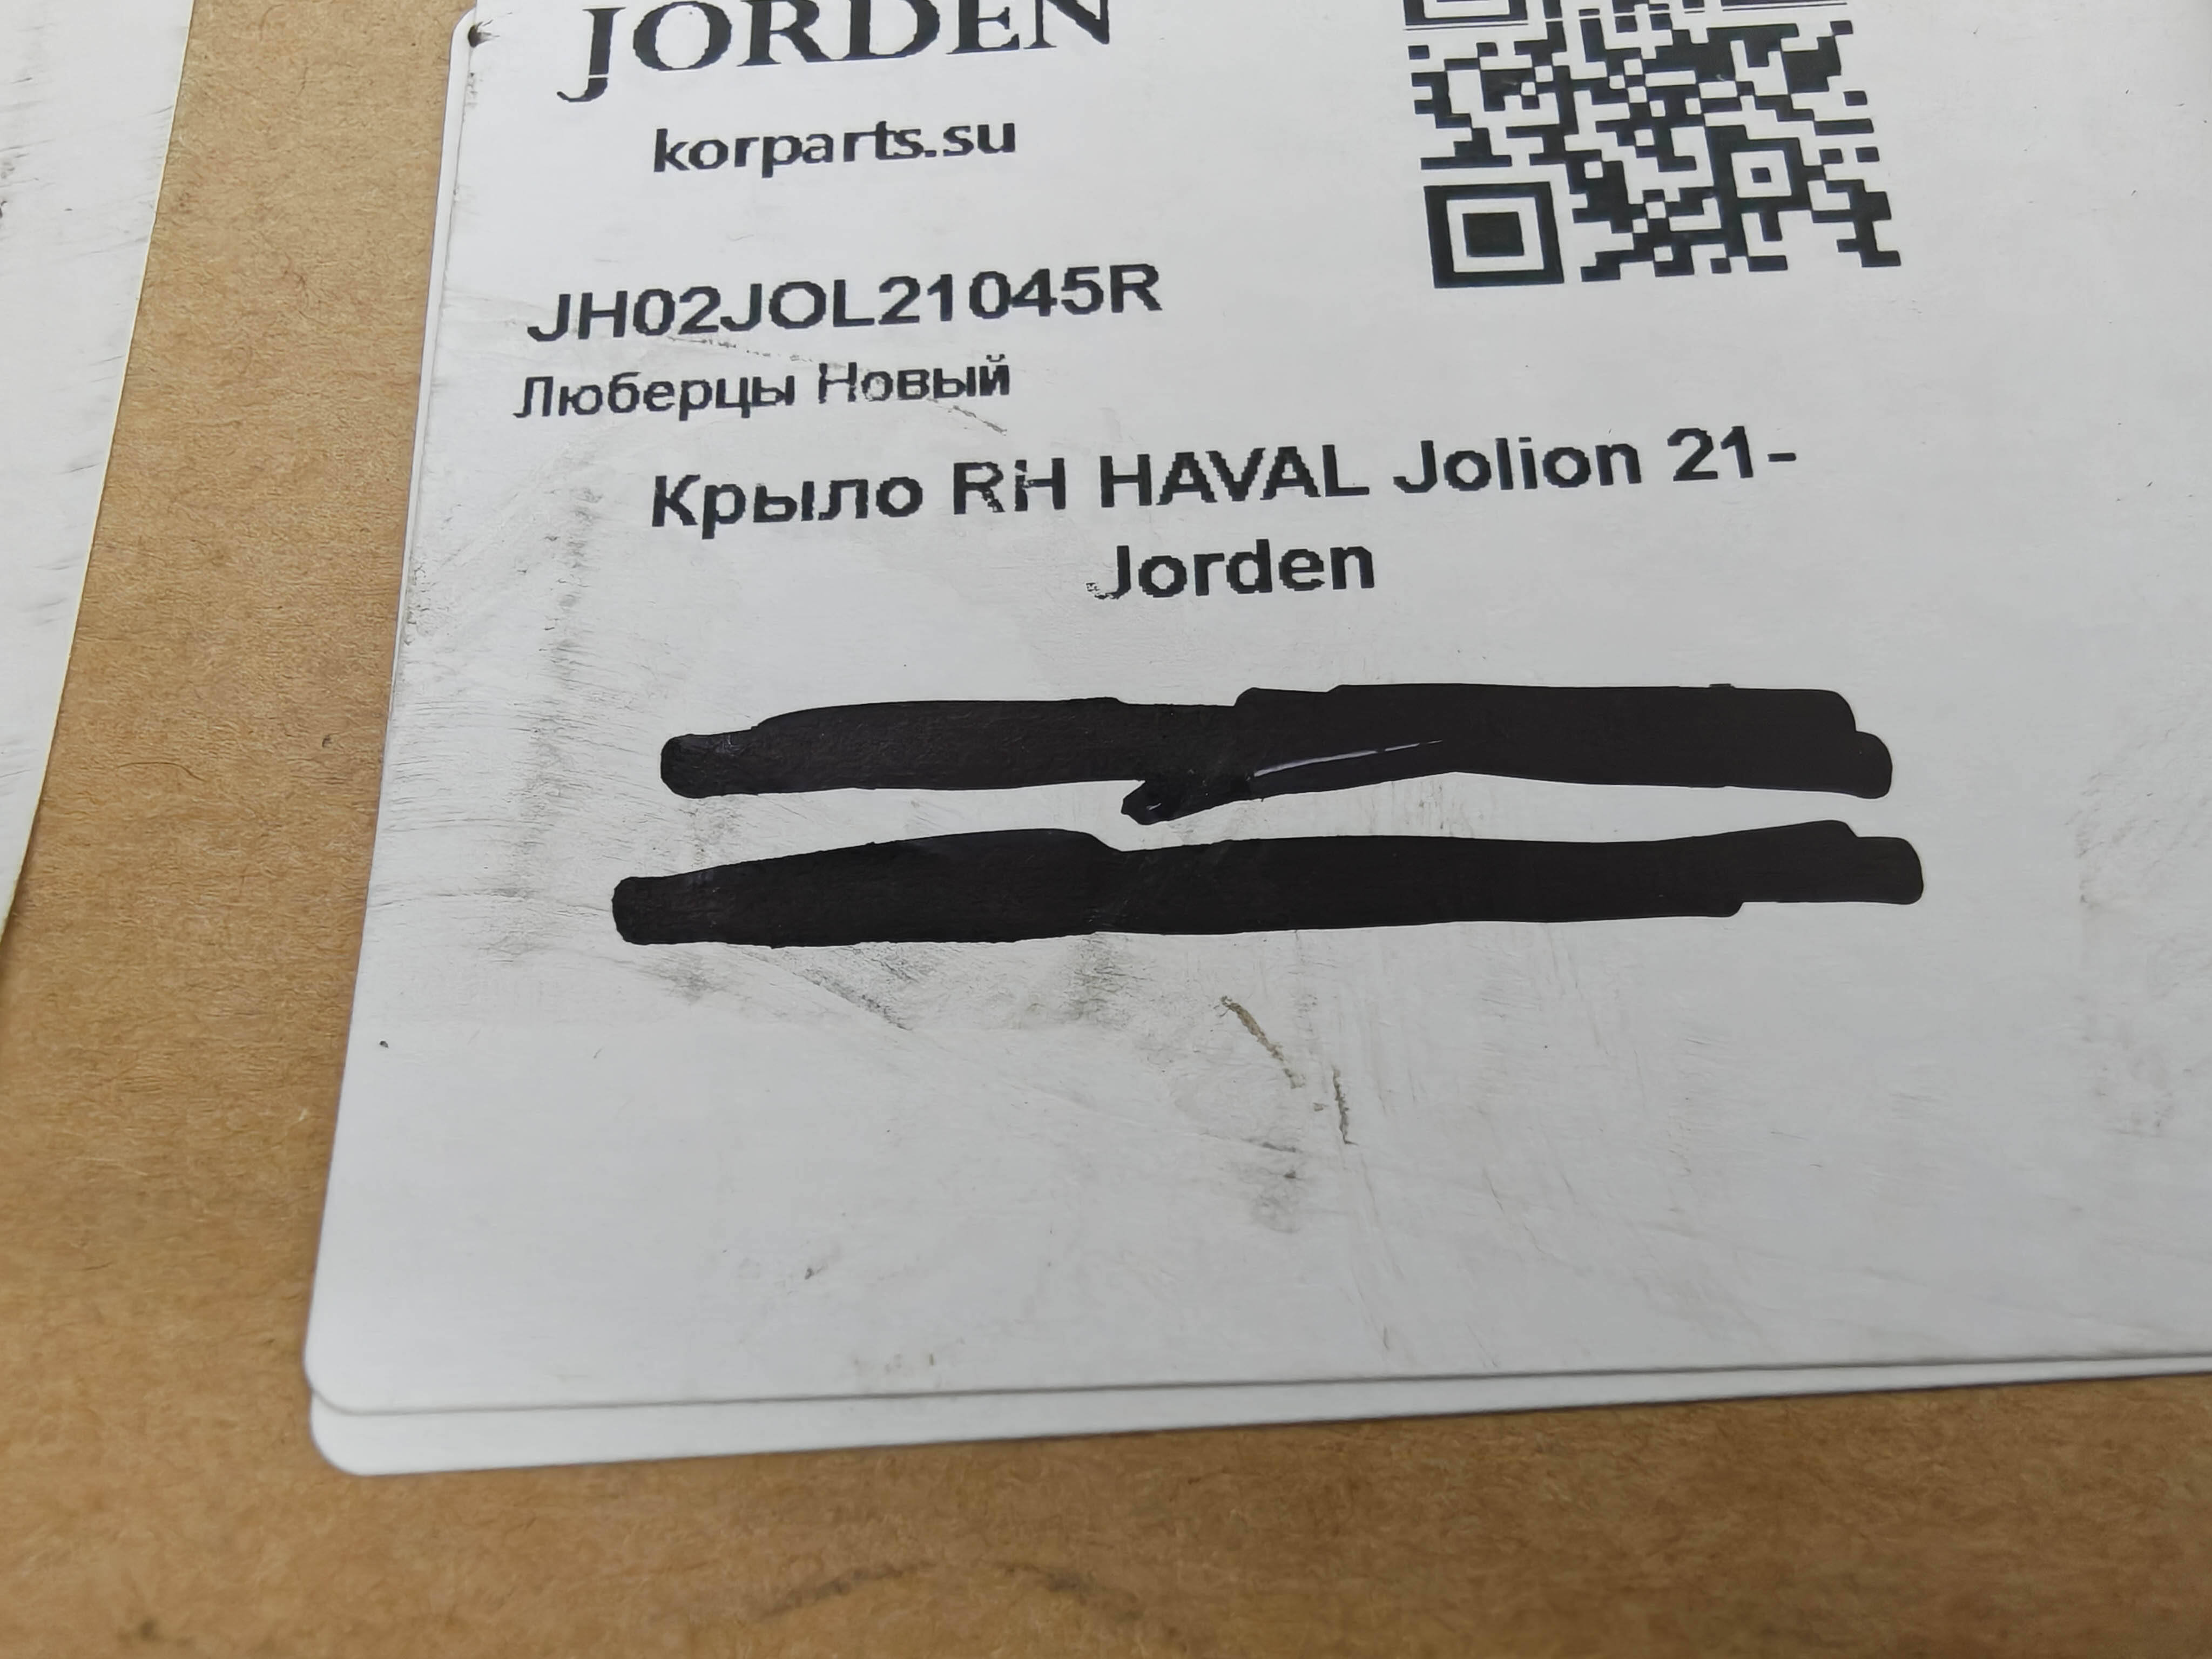 JORDEN
korparts.su
JH02JOL21045R
Люберцы Новый
Крыло RH HAVAL Jolion 21-
Jorden